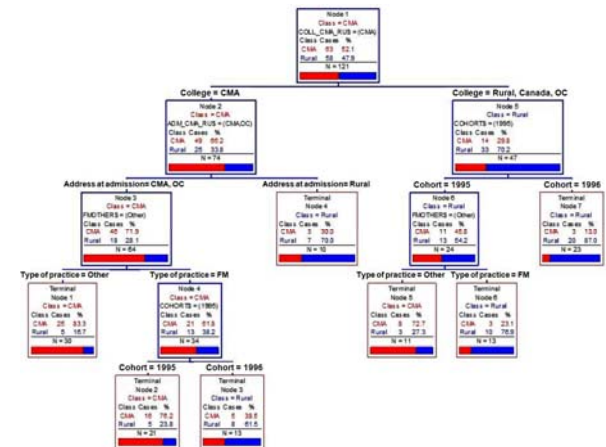 Node 1
Class = CMA
COLL_CMA_RUS = (CMA)
Class Cases %
CMA 63 52.1
Rural 58 47.9
N = 121
College = CMA
College = Rural, Canada, OC
Node 2
Class = CMA
ADM_CMA_RUS = (CMA,OC)
Class Cases %
CMA 49 66.2
Rural 25 33.8
N = 74
Node 5
Class = Rural
COHORTS = (1995)
Class Cases %
CMA 14 29.8
Rural 33 70.2
N = 47
Address at admission = CMA, OC
Address at admission = Rural
Cohort = 1995
Cohort = 1996
Node 3
Class = CMA
FMOTHERS = (Other)
Class Cases %
CMA 46 71.9
Rural 18 28.1
N = 64
Terminal
Node 4
Class = Rural
Class Cases %
CMA 3 30.0
Rural 7 70.0
N = 10
Node 6
Class = Rural
FMOTHERS = (Other)
Class Cases %
CMA 11 45.8
Rural 13 54.2
N = 24
Terminal
Node 7
Class = Rural
Class Cases %
CMA 3 13.0
Rural 20 87.0
N = 23
Type of practice = Other
Type of practice = FM
Type of practice = Other
Type of practice = FM
Terminal
Node 1
Class = CMA
Class Cases %
CMA 25 83.3
Rural 5 16.7
N = 30
Node 4
Class = CMA
COHORTS = (1995)
Class Cases %
CMA 21 61.8
Rural 13 38.2
N = 34
Terminal
Node 5
Class = CMA
Class Cases %
CMA 8 72.7
Rural 3 27.3
N = 11
Terminal
Node 6
Class = Rural
Class Cases %
CMA 3 23.1
Rural 10 76.9
N = 13
Cohort = 1995
Cohort = 1996
Terminal
Node 2
Class = CMA
Class Cases %
CMA 16 76.2
Rural 5 23.8
N = 21
Terminal
Node 3
Class = Rural
Class Cases %
CMA 5 38.5
Rural 8 61.5
N = 13